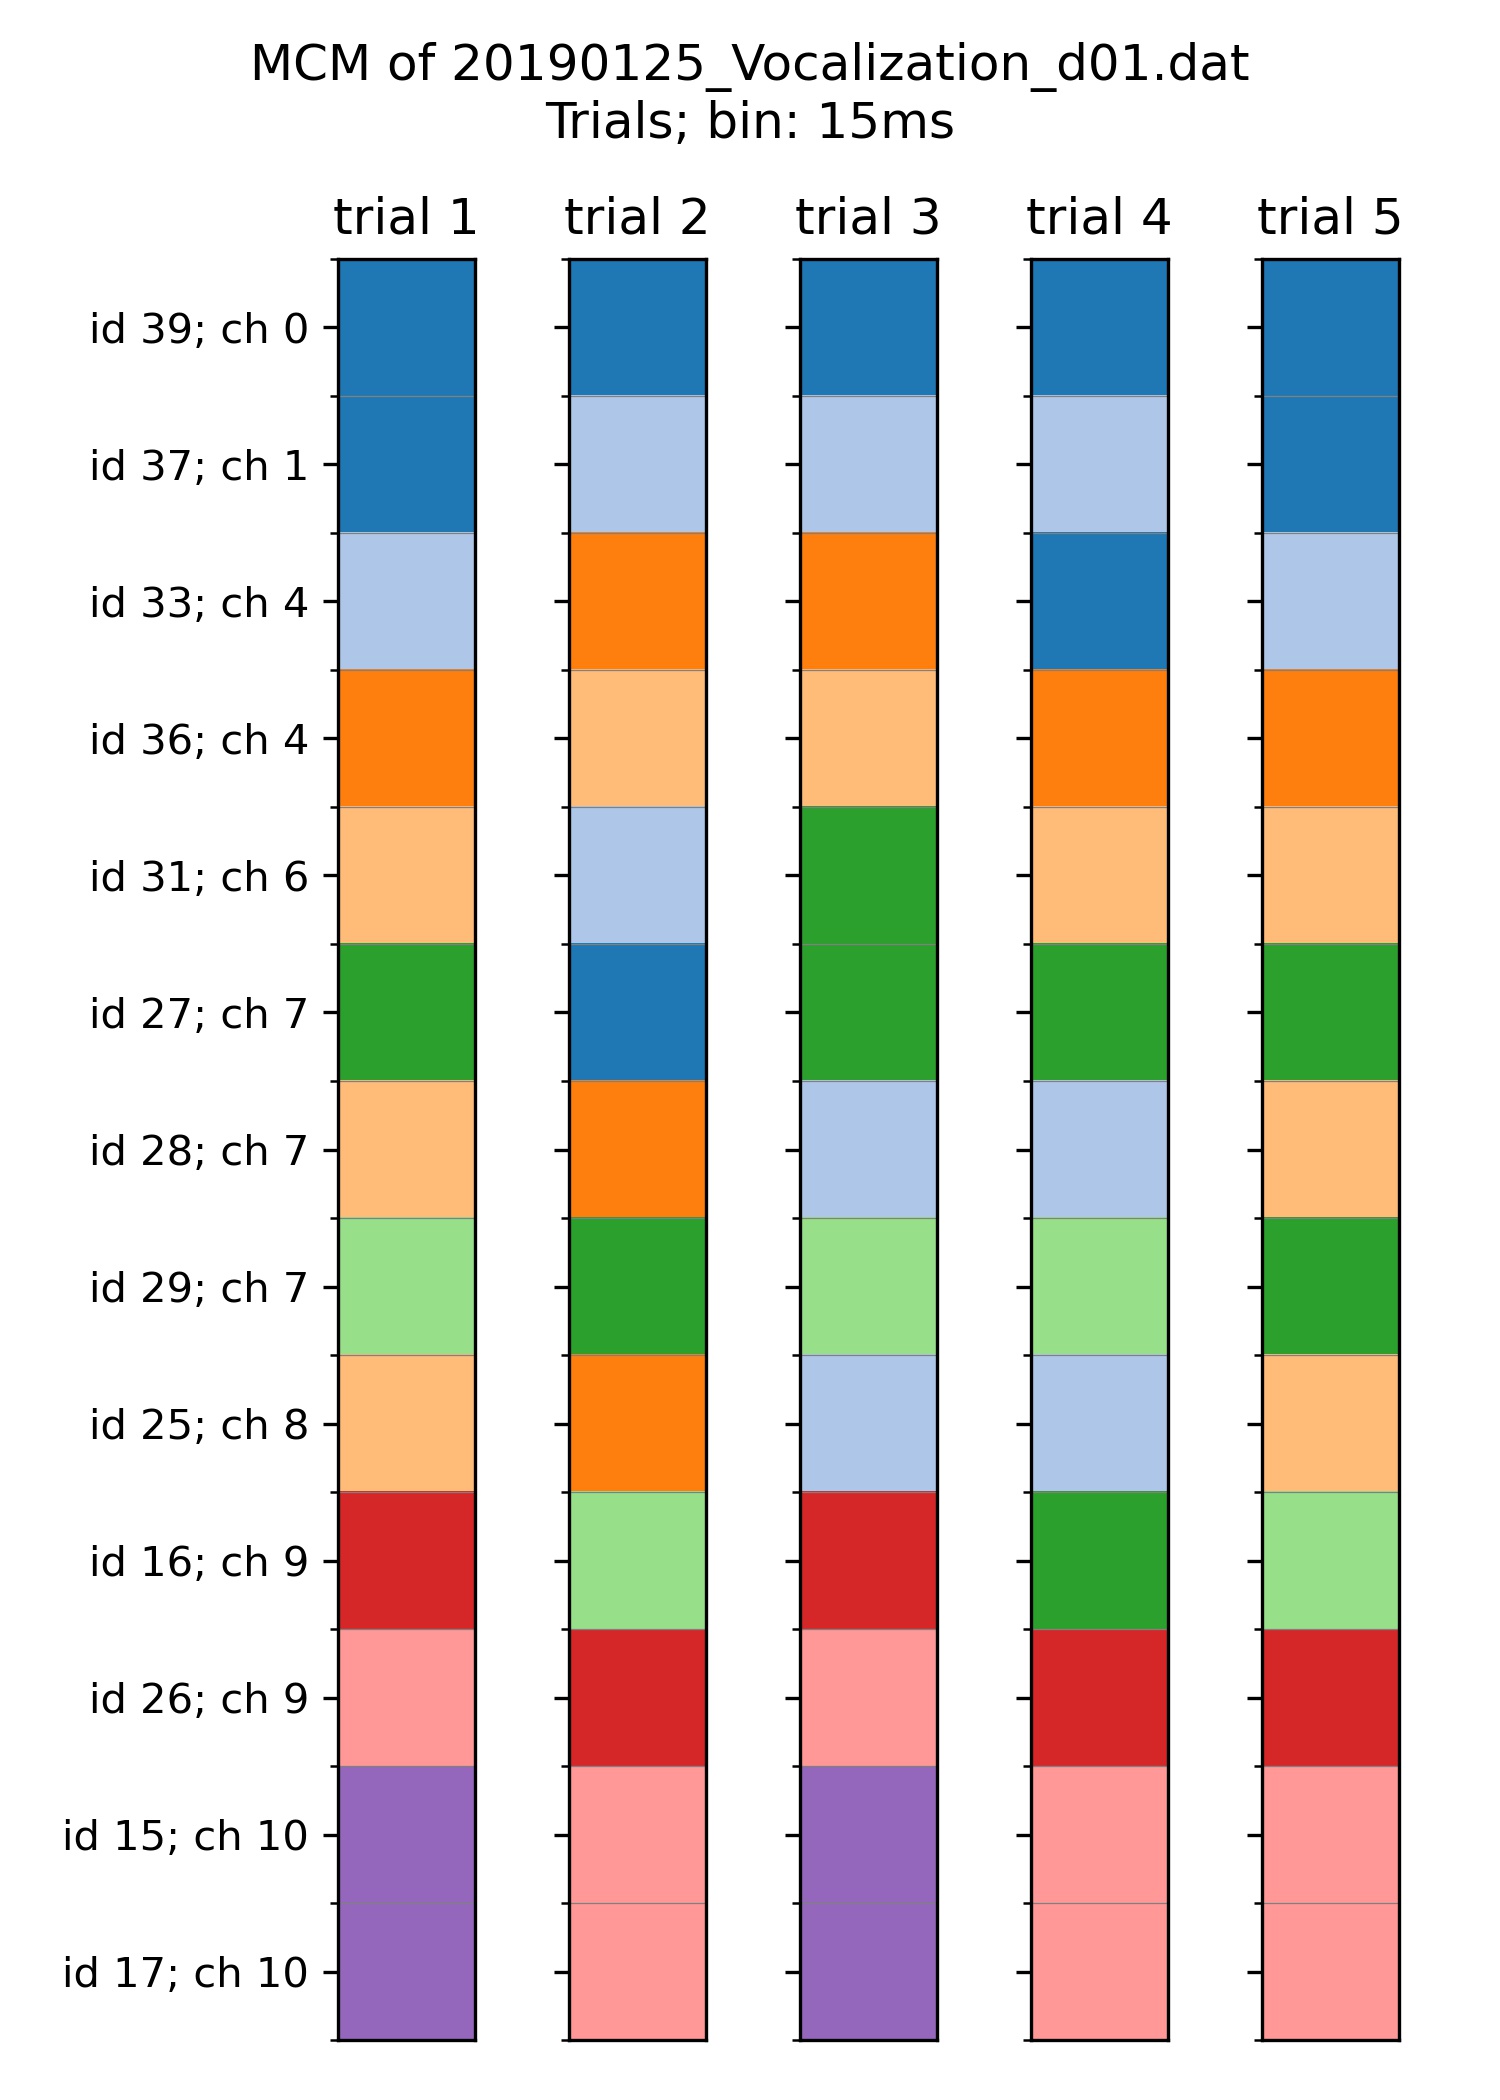 MCM of 20190125_Vocalization_d01.dat
Trials; bin: 15ms
trial 1 trial 2 trial 3 trial 4 trial 5
id 39; ch 0
id 37; ch 1
id 33; ch 4
id 36; ch 4
id 31; ch 6
id 27; ch 7
id 28; ch 7
id 29; ch 7
id 25; ch 8
id 16; ch 9
id 26; ch 9
id 15; ch 10
id 17; ch 10